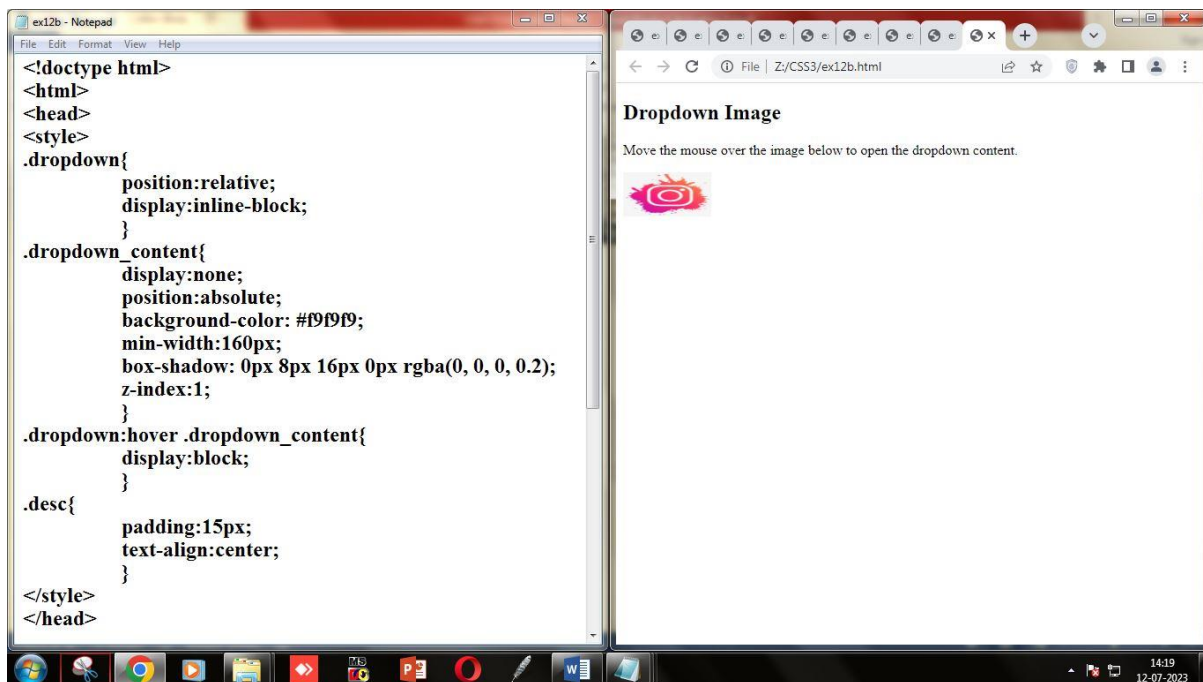 ex12b - Notepad
File Edit Format View Help
<!doctype html>
<html>
<head>
<style>
.dropdown{
position:relative;
display:inline-block;
}
.dropdown_content{
display:none;
position:absolute;
background-color: #f9f9f9;
min-width:160px;
box-shadow: 0px 8px 16px 0px rgba(0, 0, 0, 0.2);
z-index:1;
}
.dropdown:hover .dropdown_content{
display:block;
}
.desc{
padding:15px;
text-align:center;
}
</style>
</head>
File | Z:/CSS3/ex12b.html
Dropdown Image
Move the mouse over the image below to open the dropdown content.
14:19
12-07-2023